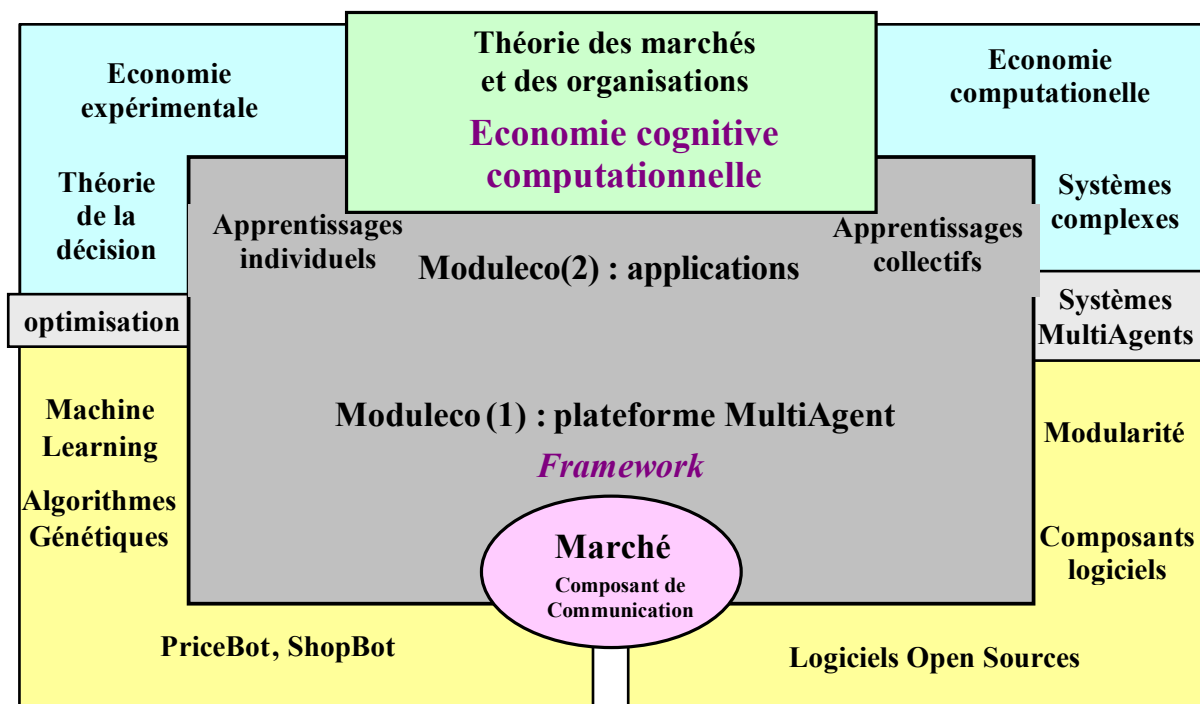 Théorie des marchés
et des organisations
Economie cognitive
computationnelle
Economie
expérimentale
Economie
computationelle
Théorie
de la
décision
Systèmes
complexes
Apprentissages
individuels
Apprentissages
collectifs
Moduleco(2) : applications
optimisation
Systèmes
MultiAgents
Machine
Learning
Algorithmes
Génétiques
Moduleco (1) : plateforme MultiAgent
Framework
Modularité
Composants
logiciels
Marché
Composant de
Communication
PriceBot, ShopBot
Logiciels Open Sources